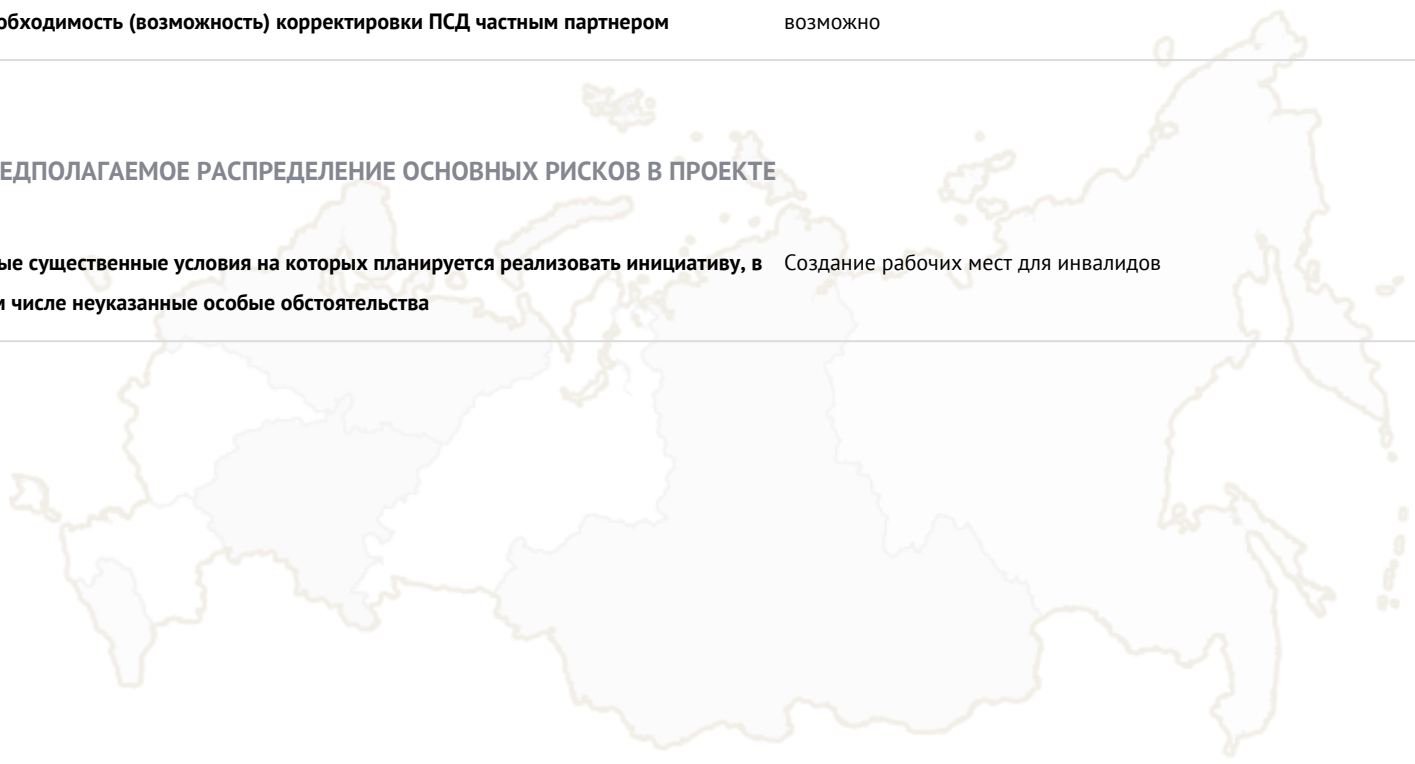 обходимость (возможность) корректировки ПСД частным партнером возможно
ЕДПОЛАГАЕМОЕ РАСПРЕДЕЛЕНИЕ ОСНОВНЫХ РИСКОВ В ПРОЕКТЕ
ые существенные условия на которых планируется реализовать инициативу, в Создание рабочих мест для инвалидов
м числе неуказанные особые обстоятельства